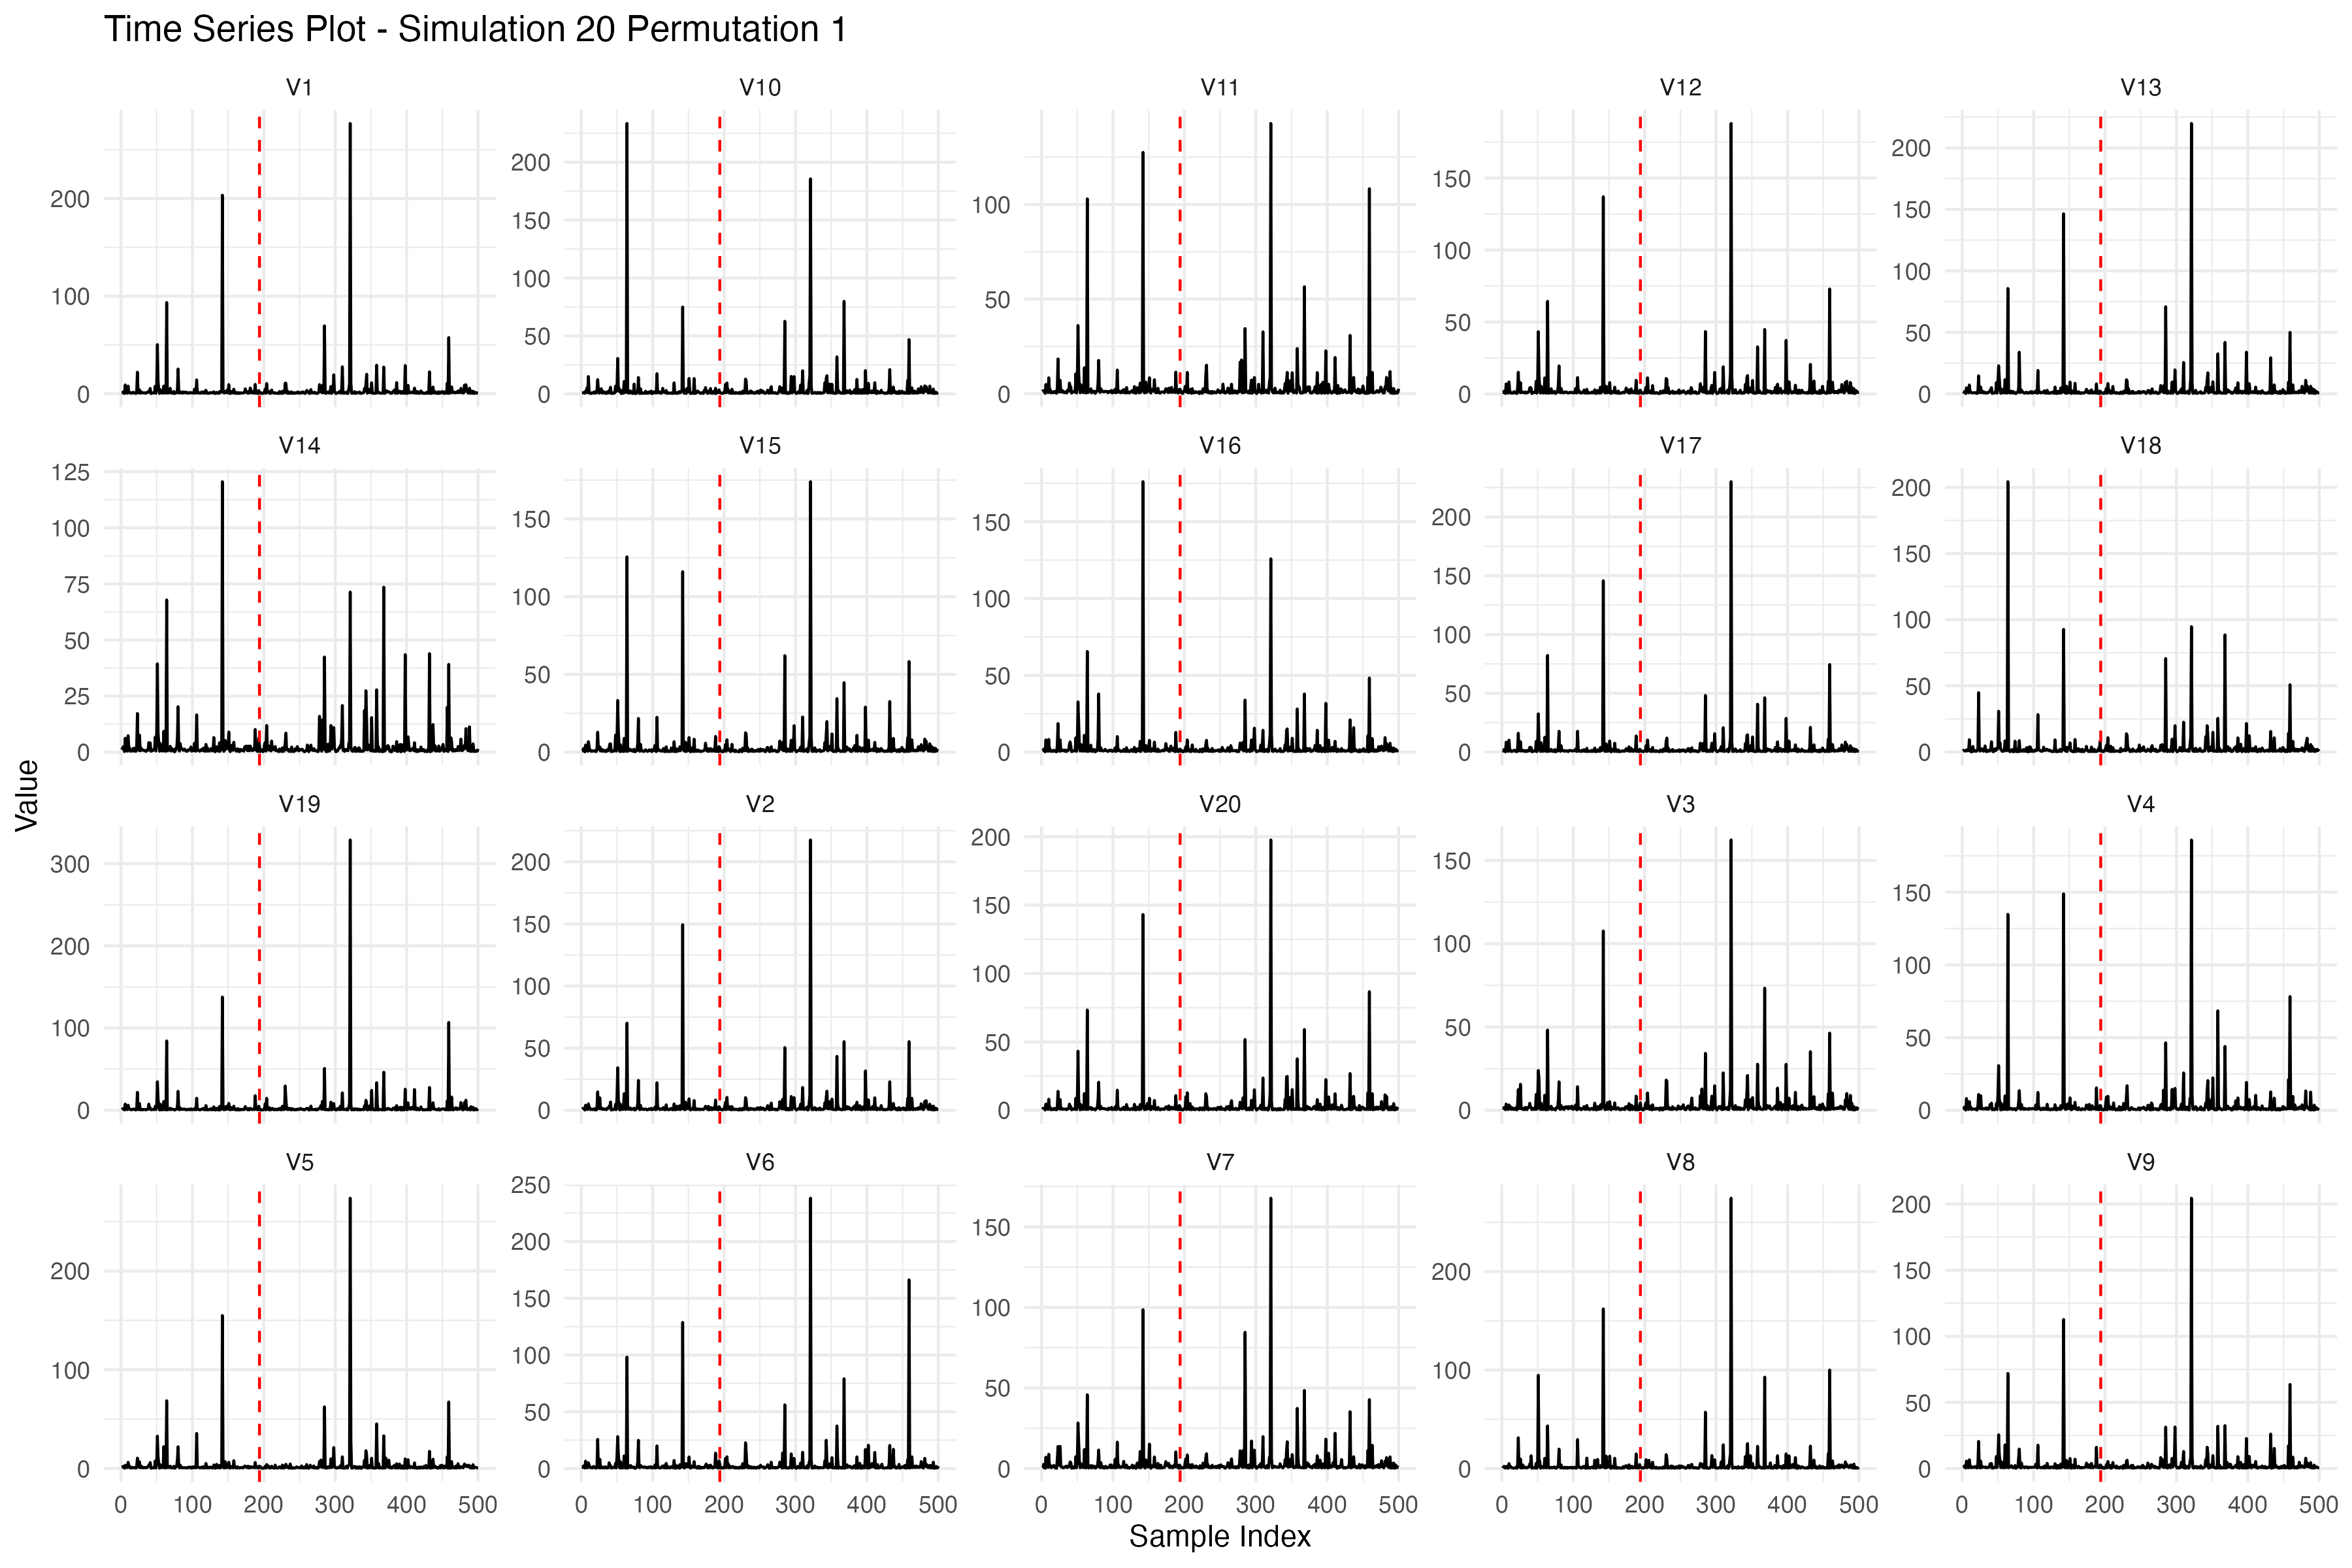 Time Series Plot - Simulation 20 Permutation 1
V1 V10 V11 V12 V13
200 100 0
200 150 100 50 0
100 50 0
150 100 50 0
200 150 100 50 0
V14 V15 V16 V17 V18
125 100 75 50 25 0
150 100 50 0
150 100 50 0
200 150 100 50 0
200 150 100 50 0
Value
V19 V2 V20 V3 V4
300 200 100 0
200 150 100 50 0
200 150 100 50 0
150 100 50 0
150 100 50 0
V5 V6 V7 V8 V9
200 100 0
250 200 150 100 50 0
150 100 50 0
200 100 0
200 150 100 50 0
0 100 200 300 400 500 0 100 200 300 400 500 0 100 200 300 400 500 0 100 200 300 400 500 0 100 200 300 400 500
Sample Index